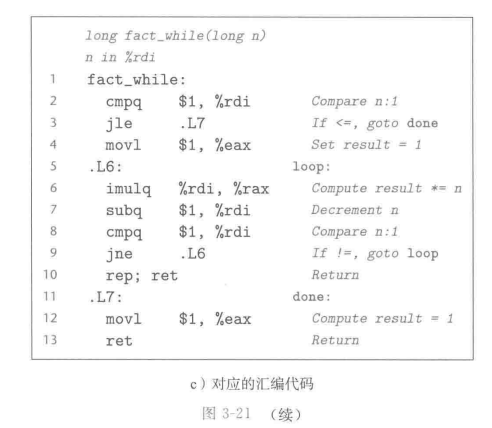 long fact_while(long n)
n in %rdi
1 fact_while:
2 cmpq $1, %rdi Compare n:1
3 jle .L7 If <=, goto done
4 movl $1, %eax Set result = 1
5 .L6: loop:
6 imulq %rdi, %rax Compute result *= n
7 subq $1, %rdi Decrement n
8 cmpq $1, %rdi Compare n:1
9 jne .L6 If !=, goto loop
10 rep; ret Return
11 .L7: done:
12 movl $1, %eax Compute result = 1
13 ret Return
c）对应的汇编代码
图 3-21 （续）